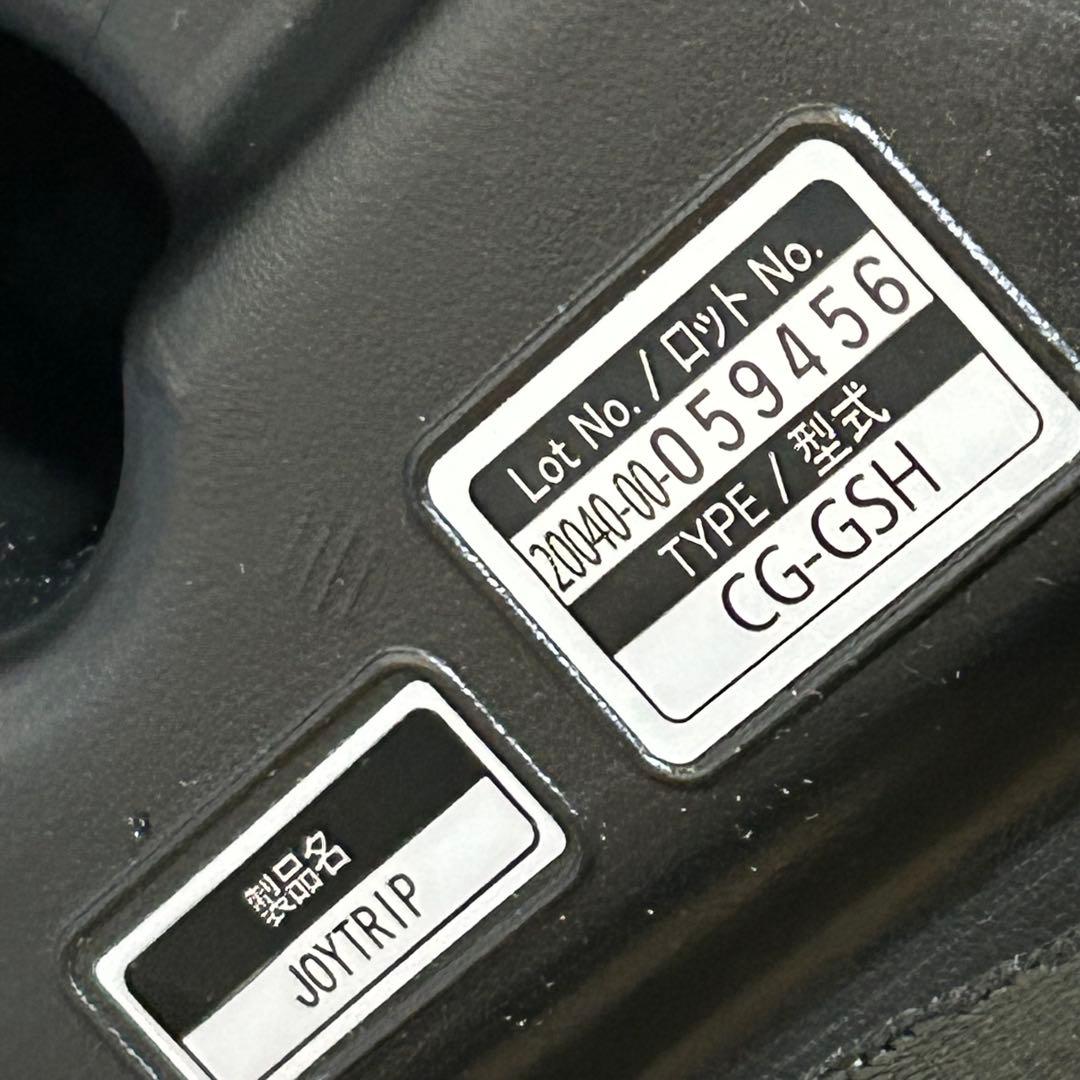 Lot No. / ロット No.
20040-00-059456
TYPE / 型式
CG-GSH
製品名
JOYTRIP